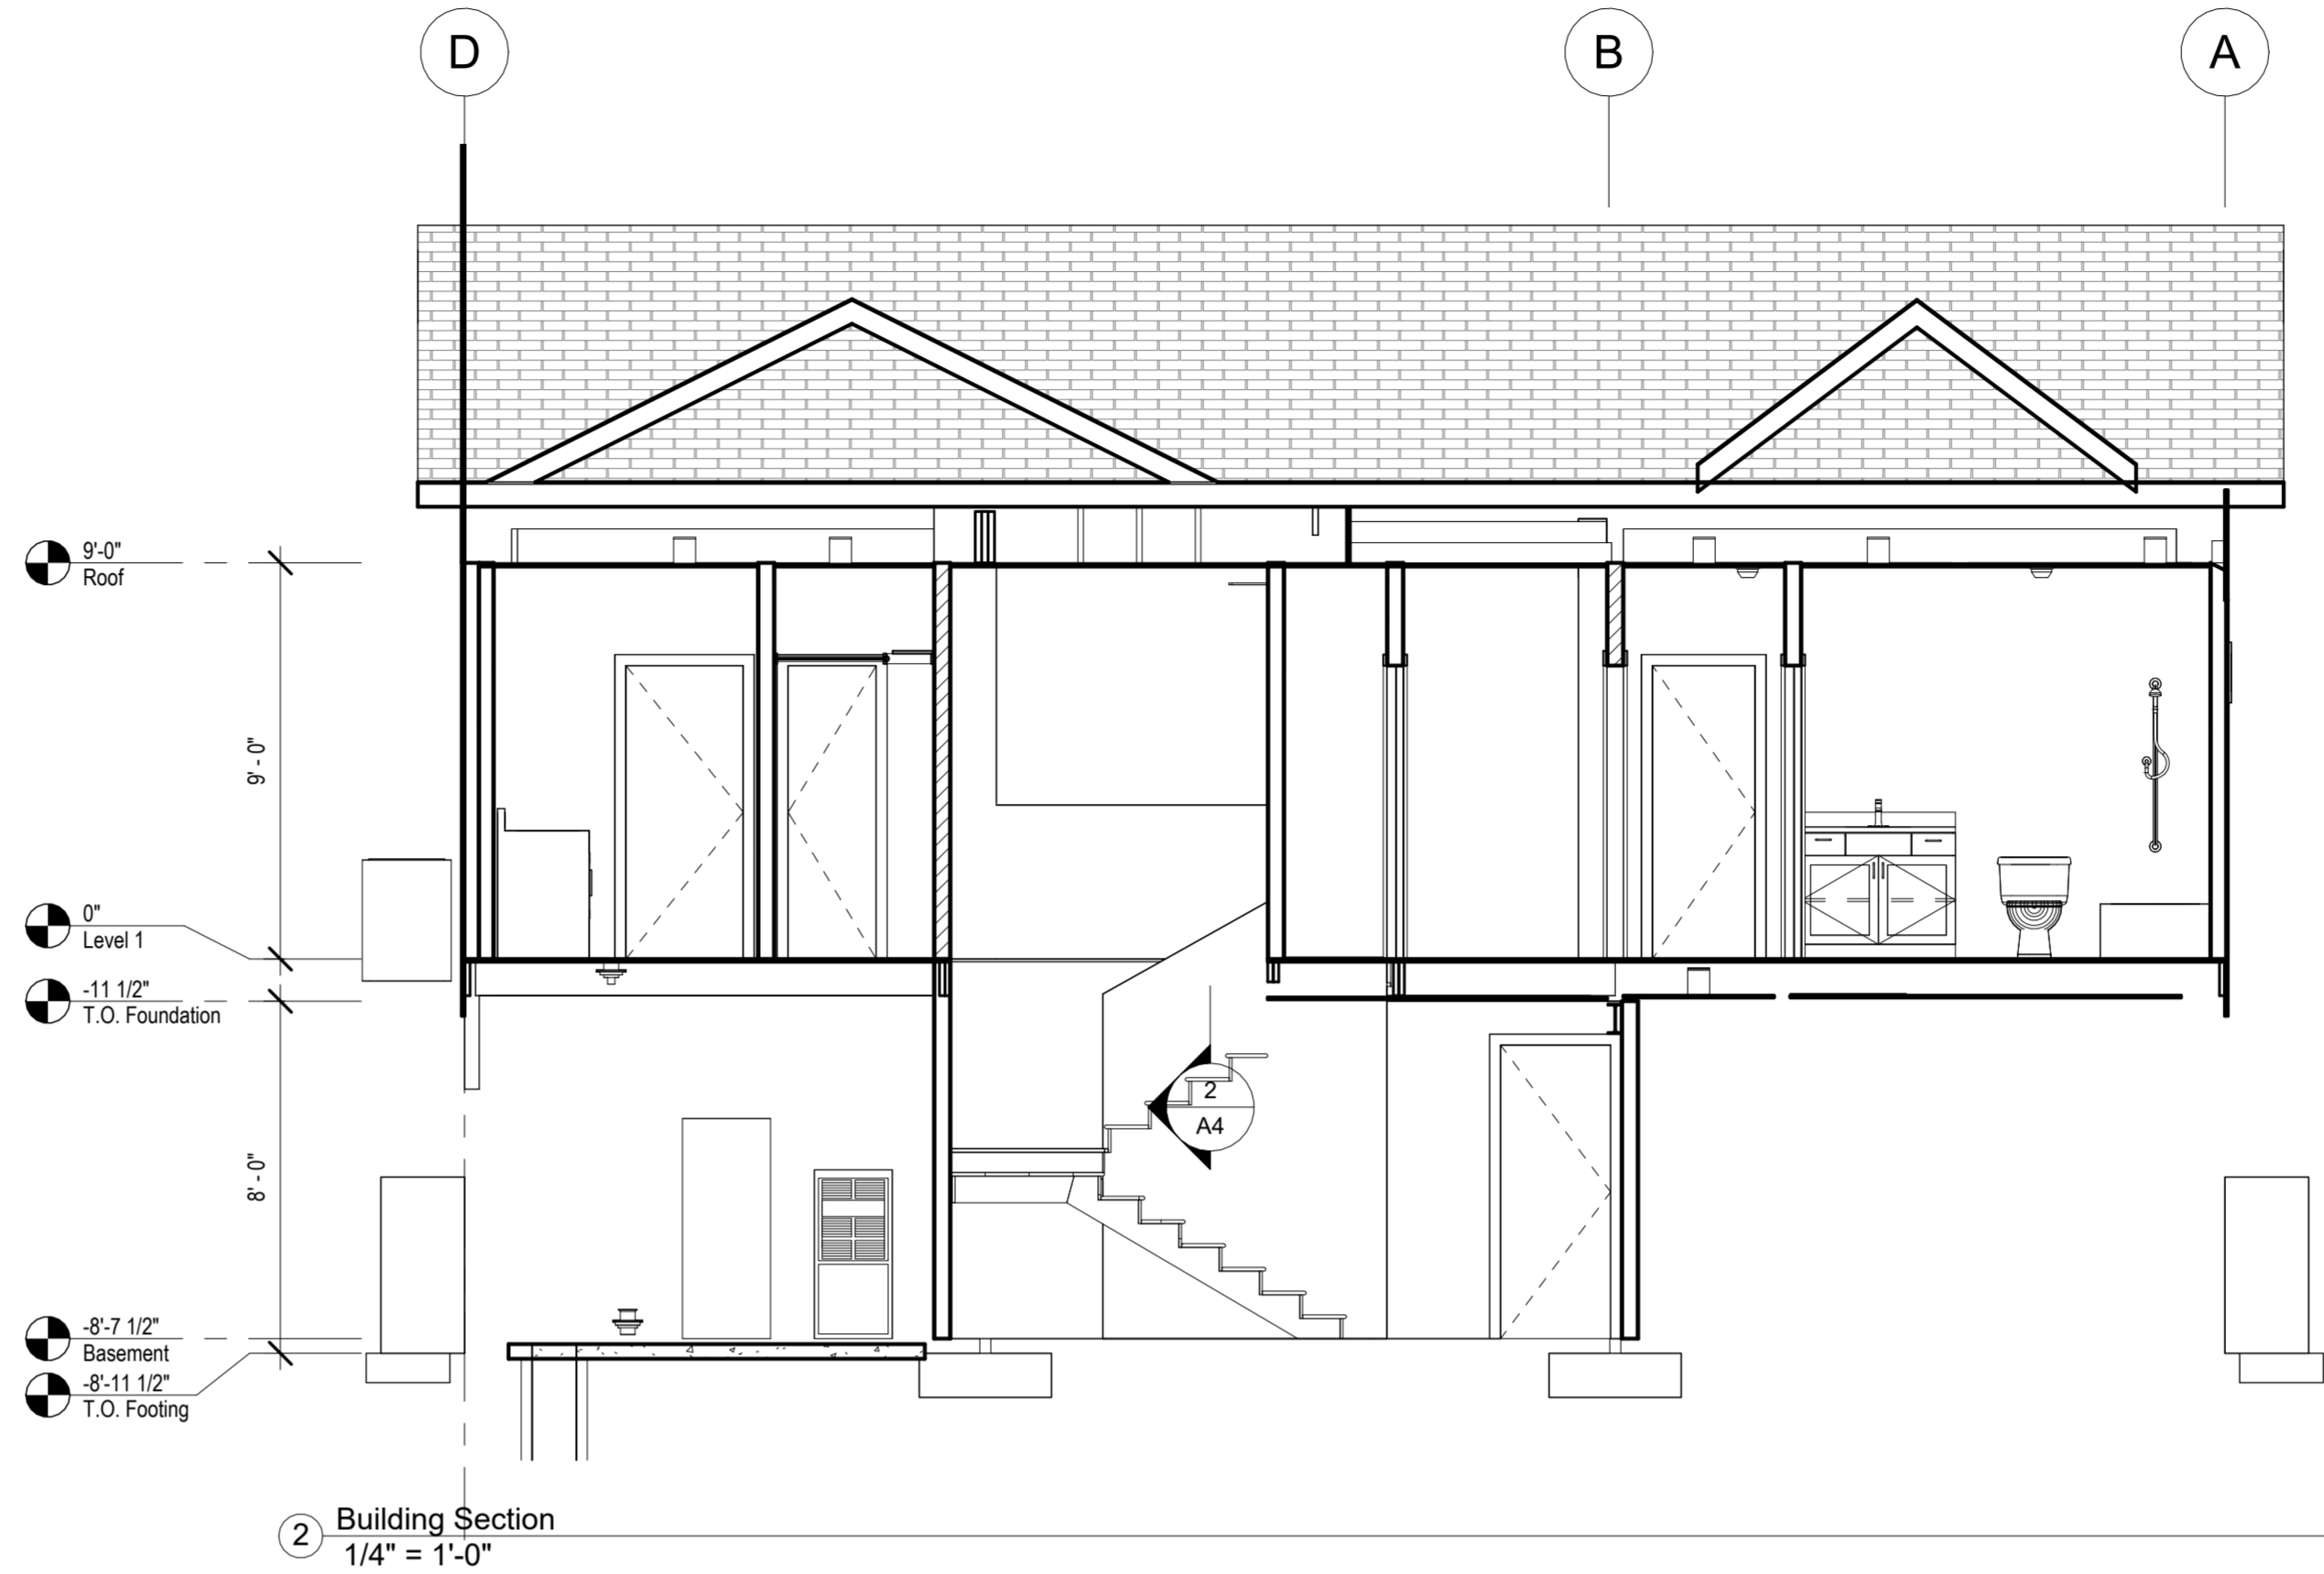 D
B
A
9'-0"
Roof
9' - 0"
0"
Level 1
-11 1/2"
T.O. Foundation
2
A4
8' - 0"
-8'-7 1/2"
Basement
-8'-11 1/2"
T.O. Footing
2
Building Section
1/4" = 1'-0"